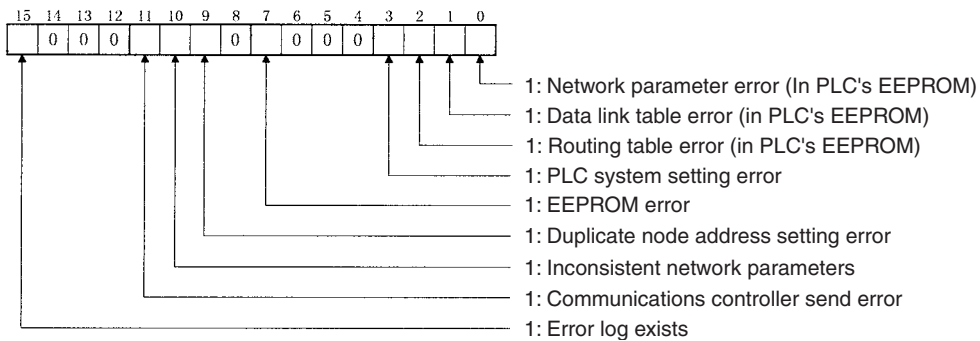 15 14 13 12 11 10 9 8 7 6 5 4 3 2 1 0
0 0 0 0 0 0 0
1: Network parameter error (In PLC's EEPROM)
1: Data link table error (in PLC's EEPROM)
1: Routing table error (in PLC's EEPROM)
1: PLC system setting error
1: EEPROM error
1: Duplicate node address setting error
1: Inconsistent network parameters
1: Communications controller send error
1: Error log exists